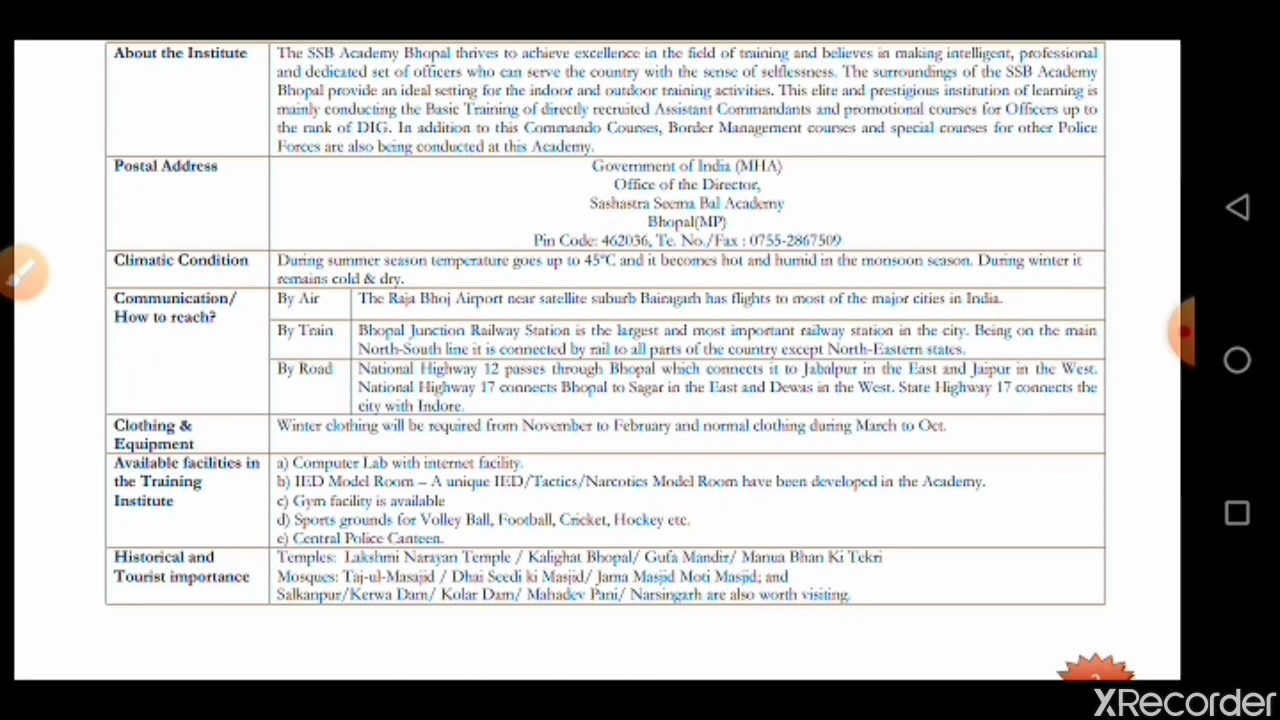 About the Institute
The SSB Academy Bhopal thrives to achieve excellence in the field of training and believes in making intelligent, professional
and dedicated set of officers who can serve the country with the sense of selflessness. The surroundings of the SSB Academy
Bhopal provide an ideal setting for the indoor and outdoor training activities. This elite and prestigious institution of learning is
mainly conducting the Basic Training of directly recruited Assistant Commandants and promotional courses for Officers up to
the rank of DIG. In addition to this Commando Courses, Border Management courses and special courses for other Police
Forces are also being conducted at this Academy.
Postal Address
Government of India (MHA)
Office of the Director,
Sashastra Seema Bal Academy
Bhopal(MP)
Pin Code: 462036, Te. No./Fax : 0755-2867509
Climatic Condition
During summer season temperature goes up to 45°C and it becomes hot and humid in the monsoon season. During winter it
remains cold & dry.
Communication/
How to reach?
By Air
The Raja Bhoj Airport near satellite suburb Bairagarh has flights to most of the major cities in India.
By Train
Bhopal Junction Railway Station is the largest and most important railway station in the city. Being on the main
North-South line it is connected by rail to all parts of the country except North-Eastern states.
By Road
National Highway 12 passes through Bhopal which connects it to Jabalpur in the East and Jaipur in the West.
National Highway 17 connects Bhopal to Sagar in the East and Dewas in the West. State Highway 17 connects the
city with Indore.
Clothing &
Equipment
Winter clothing will be required from November to February and normal clothing during March to Oct.
Available facilities in
the Training
Institute
a) Computer Lab with internet facility.
b) IED Model Room – A unique IED/Tactics/Narcotics Model Room have been developed in the Academy.
c) Gym facility is available
d) Sports grounds for Volley Ball, Football, Cricket, Hockey etc.
e) Central Police Canteen.
Historical and
Tourist importance
Temples: Lakshmi Narayan Temple / Kalighat Bhopal/ Gufa Mandir/ Manua Bhan Ki Tekri
Mosques: Taj-ul-Masajid / Dhai Seedi ki Masjid/ Jama Masjid Moti Masjid; and
Salkanpur/Kerwa Dam/ Kolar Dam/ Mahadev Pani/ Narsingarh are also worth visiting.
XRecorder